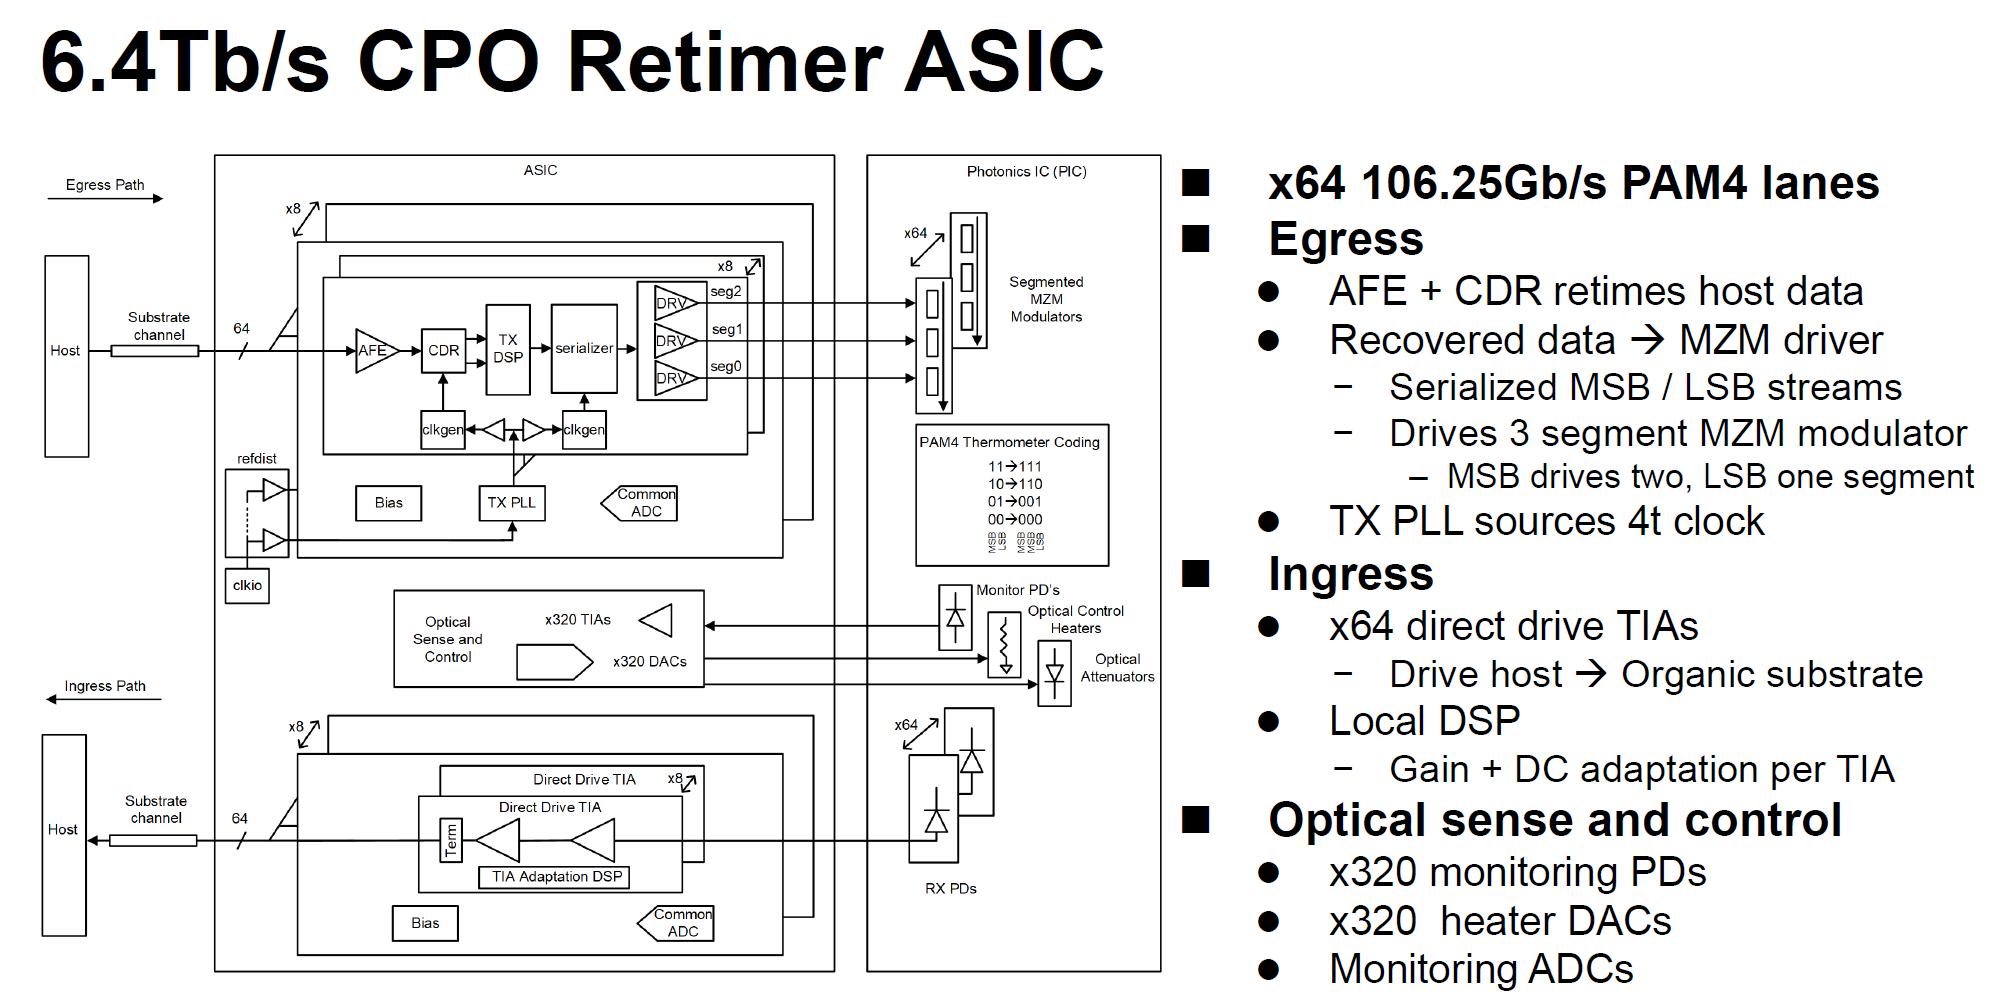 6.4Tb/s CPO Retimer ASIC
ASIC
Photonics IC (PIC)
Egress Path
x8
x64
x8
Host
Substrate
channel
64
AFE
CDR
TX
DSP
serializer
DRV
seg2
DRV
seg1
DRV
seg0
Segmented
MZM
Modulators
clkgen
clkgen
PAM4 Thermometer Coding
11→111
10→110
01→001
00→000
MSB
LSB
MSB
MSB
LSB
refdist
Bias
TX PLL
Common
ADC
clkio
Optical
Sense and
Control
x320 TIAs
x320 DACs
Monitor PD's
Optical Control
Heaters
Optical
Attenuators
Ingress Path
x8
x64
Host
Substrate
channel
64
Direct Drive TIA
x8
Direct Drive TIA
Term
TIA Adaptation DSP
RX PDs
Bias
Common
ADC
■ x64 106.25Gb/s PAM4 lanes
■ Egress
● AFE + CDR retimes host data
● Recovered data → MZM driver
− Serialized MSB / LSB streams
− Drives 3 segment MZM modulator
– MSB drives two, LSB one segment
● TX PLL sources 4t clock
■ Ingress
● x64 direct drive TIAs
− Drive host → Organic substrate
● Local DSP
− Gain + DC adaptation per TIA
■ Optical sense and control
● x320 monitoring PDs
● x320 heater DACs
● Monitoring ADCs